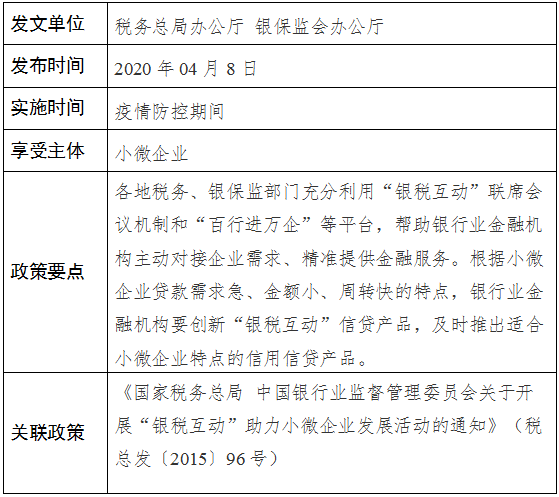 发文单位 税务总局办公厅 银保监会办公厅
发布时间 2020 年 04 月 8 日
实施时间 疫情防控期间
享受主体 小微企业
政策要点
各地税务、银保监部门充分利用“银税互动”联席会
议机制和“百行进万企”等平台，帮助银行业金融机
构主动对接企业需求、精准提供金融服务。根据小微
企业贷款需求急、金额小、周转快的特点，银行业金
融机构要创新“银税互动”信贷产品，及时推出适合
小微企业特点的信用信贷产品。
关联政策
《国家税务总局 中国银行业监督管理委员会关于开
展“银税互动”助力小微企业发展活动的通知》（税
总发〔2015〕96 号）